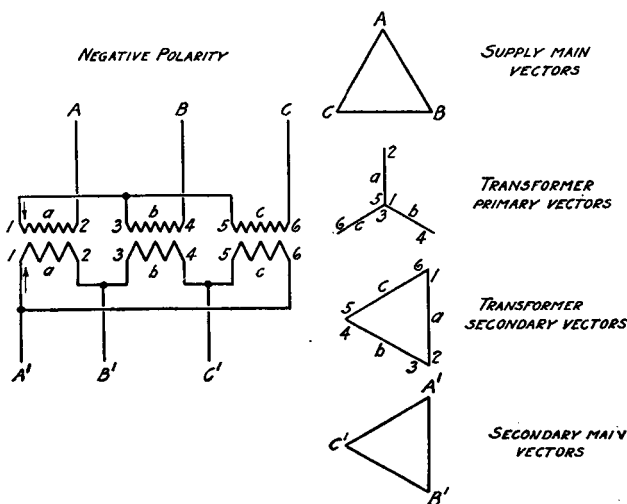 NEGATIVE POLARITY
A B C
1 a 2 3 b 4 5 c 6
1 a 2 3 b 4 5 c 6
A' B' C'
A
C B
SUPPLY MAIN
VECTORS
2
a
5 1 b
6 c 3 4
TRANSFORMER
PRIMARY VECTORS
6 1
c
5 a
4
b 3 2
TRANSFORMER
SECONDARY VECTORS
A'
C'
B'
SECONDARY MAIN
VECTORS